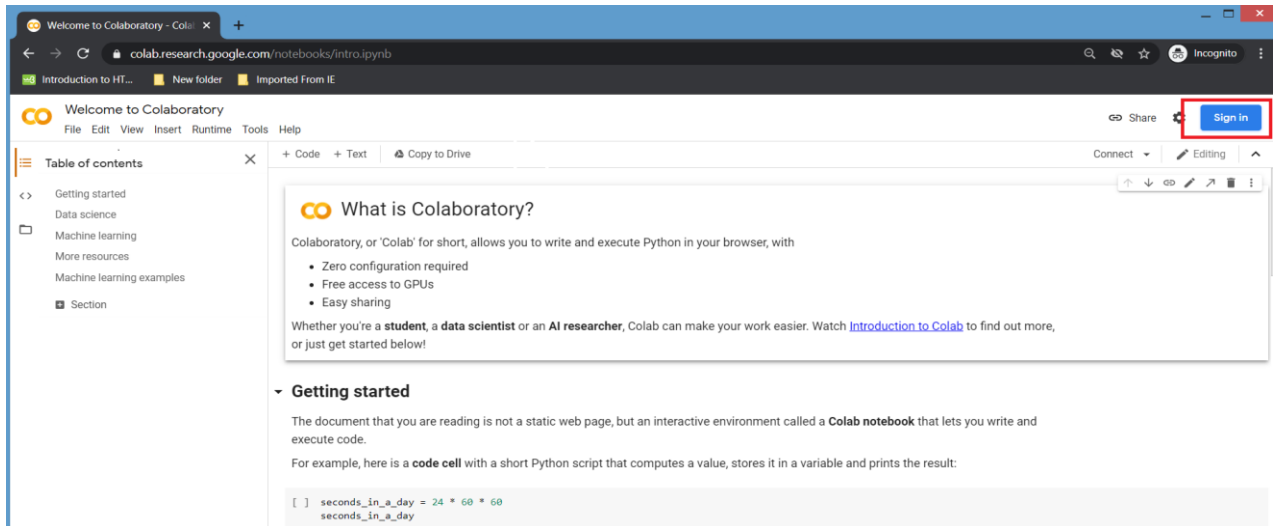 Welcome to Colaboratory - Colab
colab.research.google.com/notebooks/intro.ipynb
Incognito
Introduction to HT... New folder Imported From IE
Welcome to Colaboratory
File Edit View Insert Runtime Tools Help
Share
Sign in
Table of contents
Getting started
Data science
Machine learning
More resources
Machine learning examples
Section
+ Code + Text Copy to Drive
Connect Editing
What is Colaboratory?
Colaboratory, or 'Colab' for short, allows you to write and execute Python in your browser, with
• Zero configuration required
• Free access to GPUs
• Easy sharing
Whether you're a student, a data scientist or an AI researcher, Colab can make your work easier. Watch Introduction to Colab to find out more,
or just get started below!
Getting started
The document that you are reading is not a static web page, but an interactive environment called a Colab notebook that lets you write and
execute code.
For example, here is a code cell with a short Python script that computes a value, stores it in a variable and prints the result:
[ ] seconds_in_a_day = 24 * 60 * 60
seconds_in_a_day